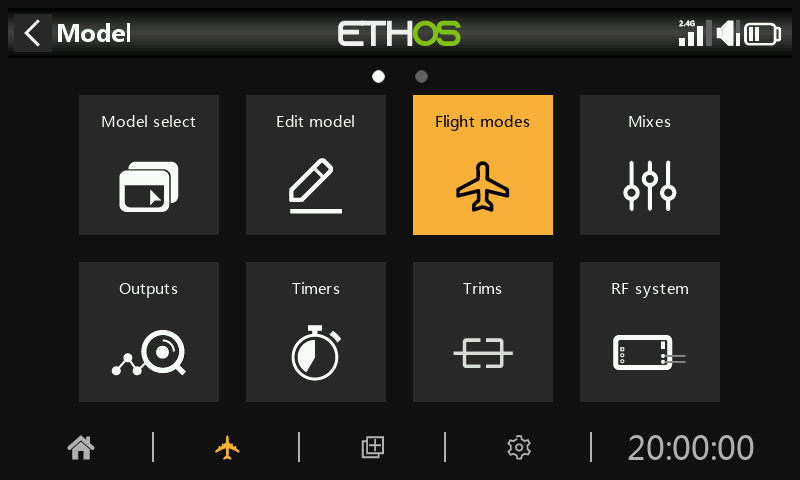 Model
ETHOS
2.4G
Model select
Edit model
Flight modes
Mixes
Outputs
Timers
Trims
RF system
20:00:00